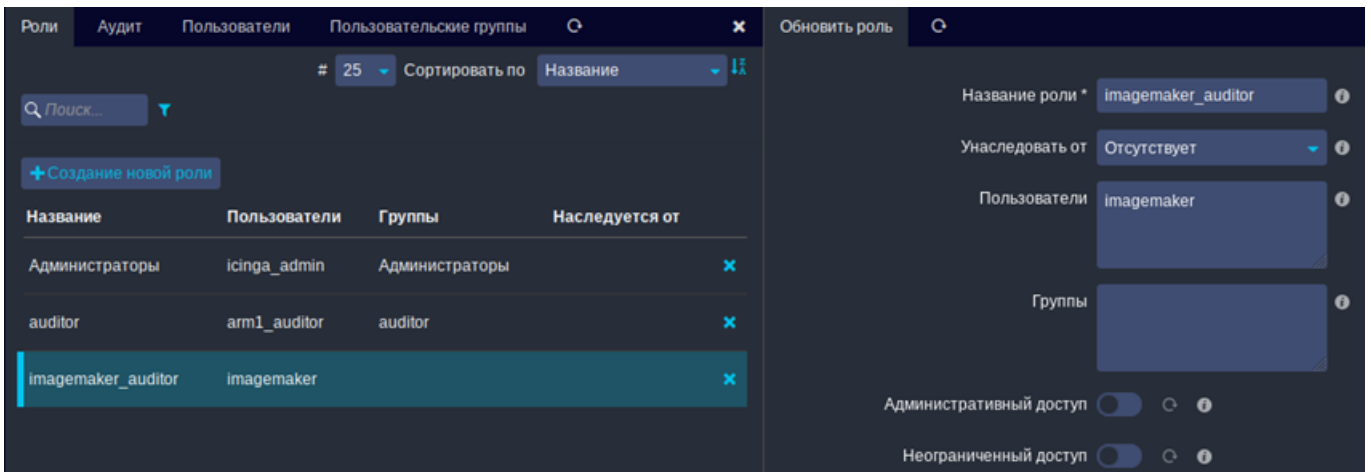 Роли Аудит Пользователи Пользовательские группы
# 25 Сортировать по Название
Поиск...
+Создание новой роли
Название Пользователи Группы Наследуется от
Администраторы icinga_admin Администраторы
auditor arm1_auditor auditor
imagemaker_auditor imagemaker
Обновить роль
Название роли * imagemaker_auditor
Унаследовать от Отсутствует
Пользователи imagemaker
Группы
Административный доступ
Неограниченный доступ